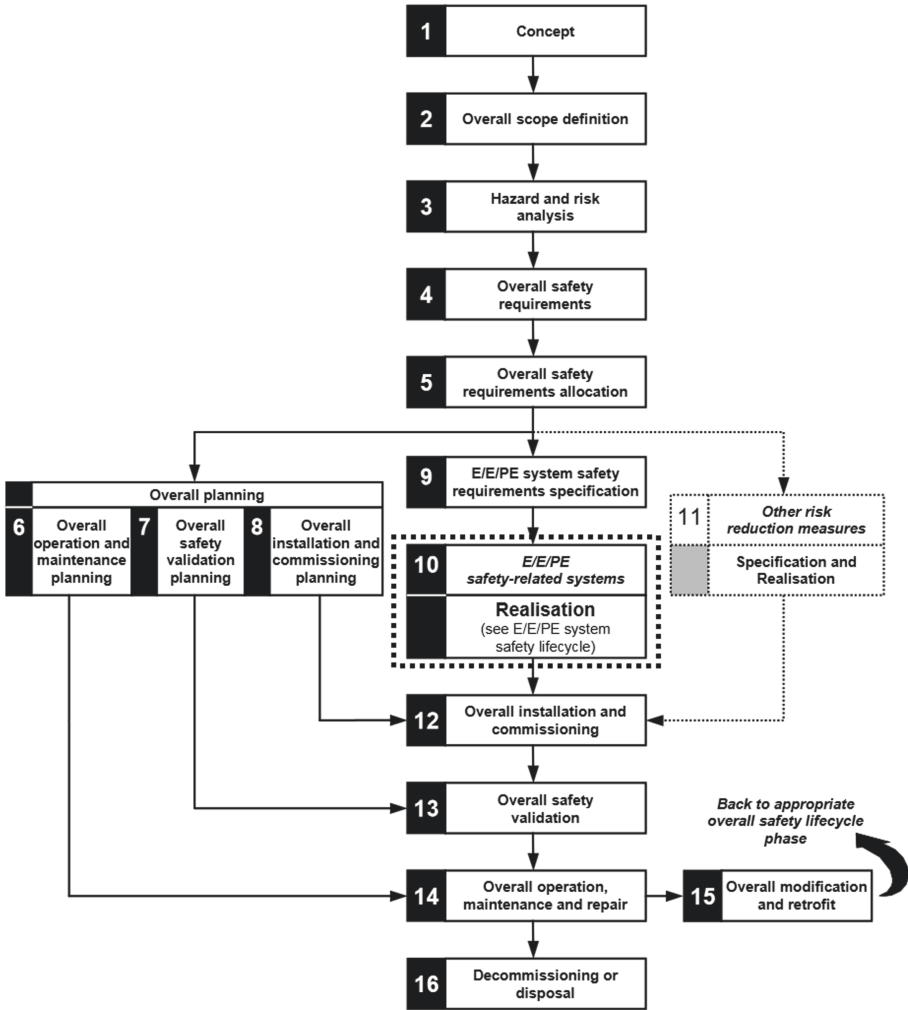 1
Concept
2
Overall scope definition
3
Hazard and risk
analysis
4
Overall safety
requirements
5
Overall safety
requirements allocation
Overall planning
6
Overall
operation and
maintenance
planning
7
Overall
safety
validation
planning
8
Overall
installation and
commissioning
planning
9
E/E/PE system safety
requirements specification
10
E/E/PE
safety-related systems
Realisation
(see E/E/PE system
safety lifecycle)
11
Other risk
reduction measures
Specification and
Realisation
12
Overall installation and
commissioning
13
Overall safety
validation
14
Overall operation,
maintenance and repair
15
Overall modification
and retrofit
Back to appropriate
overall safety lifecycle
phase
16
Decommissioning or
disposal